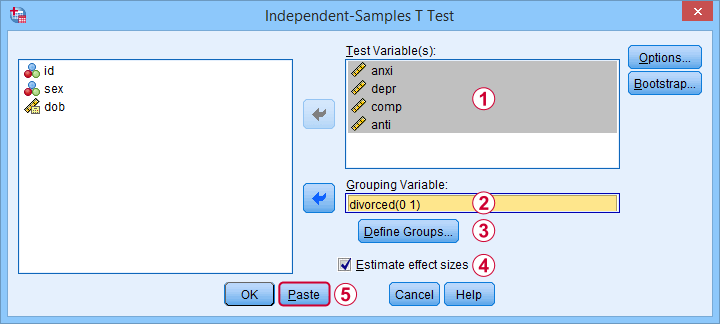 Independent-Samples T Test
id
sex
dob
Test Variable(s):
anxi
depr
comp
anti
1
Options...
Bootstrap...
Grouping Variable:
divorced(0 1)
2
Define Groups...
3
Estimate effect sizes
4
OK
Paste
5
Cancel
Help